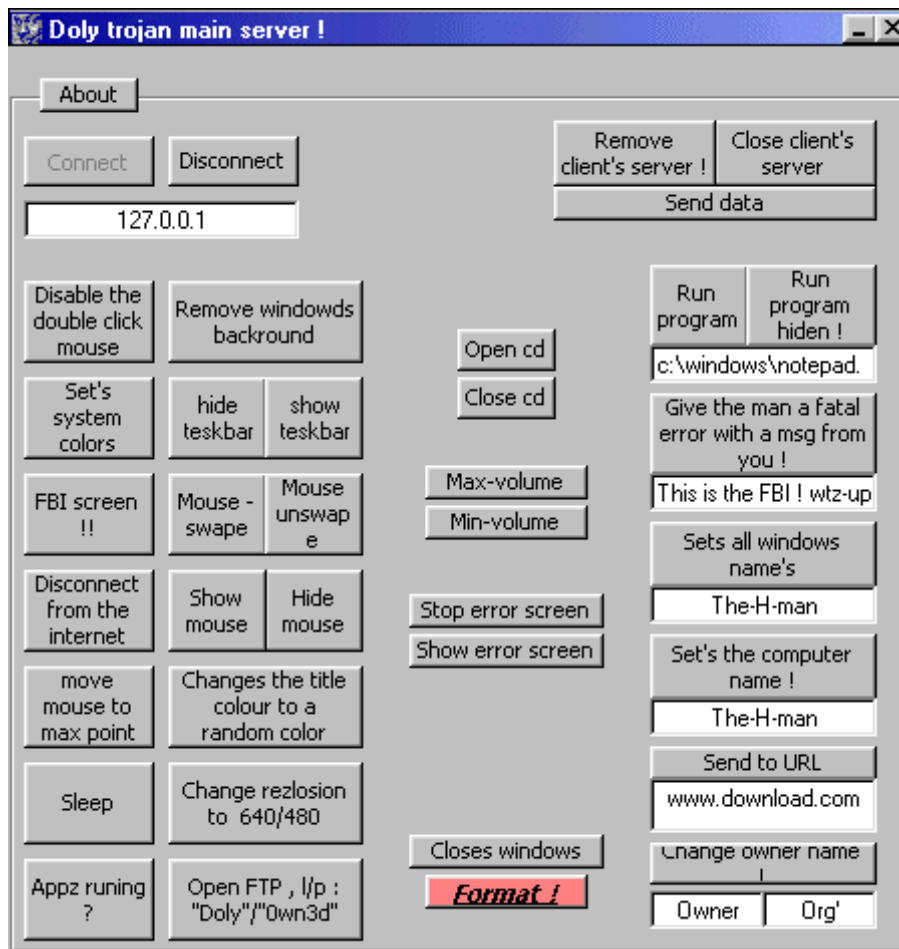 Doly trojan main server !
About
Connect
Disconnect
127.0.0.1
Remove
client's server !
Close client's
server
Send data
Disable the
double click
mouse
Remove windowds
backround
Set's
system
colors
hide
teskbar
show
teskbar
FBI screen
!!
Mouse -
swape
Mouse
unswap
e
Disconnect
from the
internet
Show
mouse
Hide
mouse
move
mouse to
max point
Changes the title
colour to a
random color
Sleep
Change rezlosion
to 640/480
Appz runing
?
Open FTP , l/p :
"Doly"/"0wn3d"
Open cd
Close cd
Max-volume
Min-volume
Stop error screen
Show error screen
Closes windows
Format !
Run
program
Run
program
hiden !
c:\windows\notepad.
Give the man a fatal
error with a msg from
you !
This is the FBI ! wtz-up
Sets all windows
name's
The-H-man
Set's the computer
name !
The-H-man
Send to URL
www.download.com
Change owner name
!
Owner
Org'